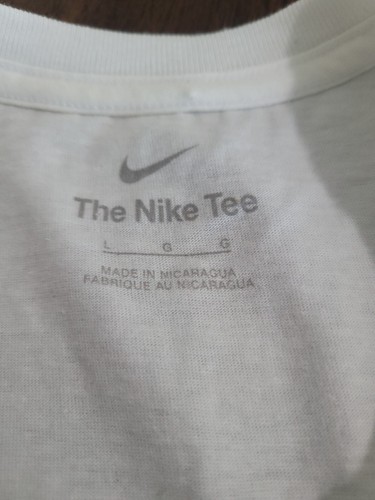 The Nike Tee
L G G
MADE IN NICARAGUA
FABRIQUE AU NICARAGUA